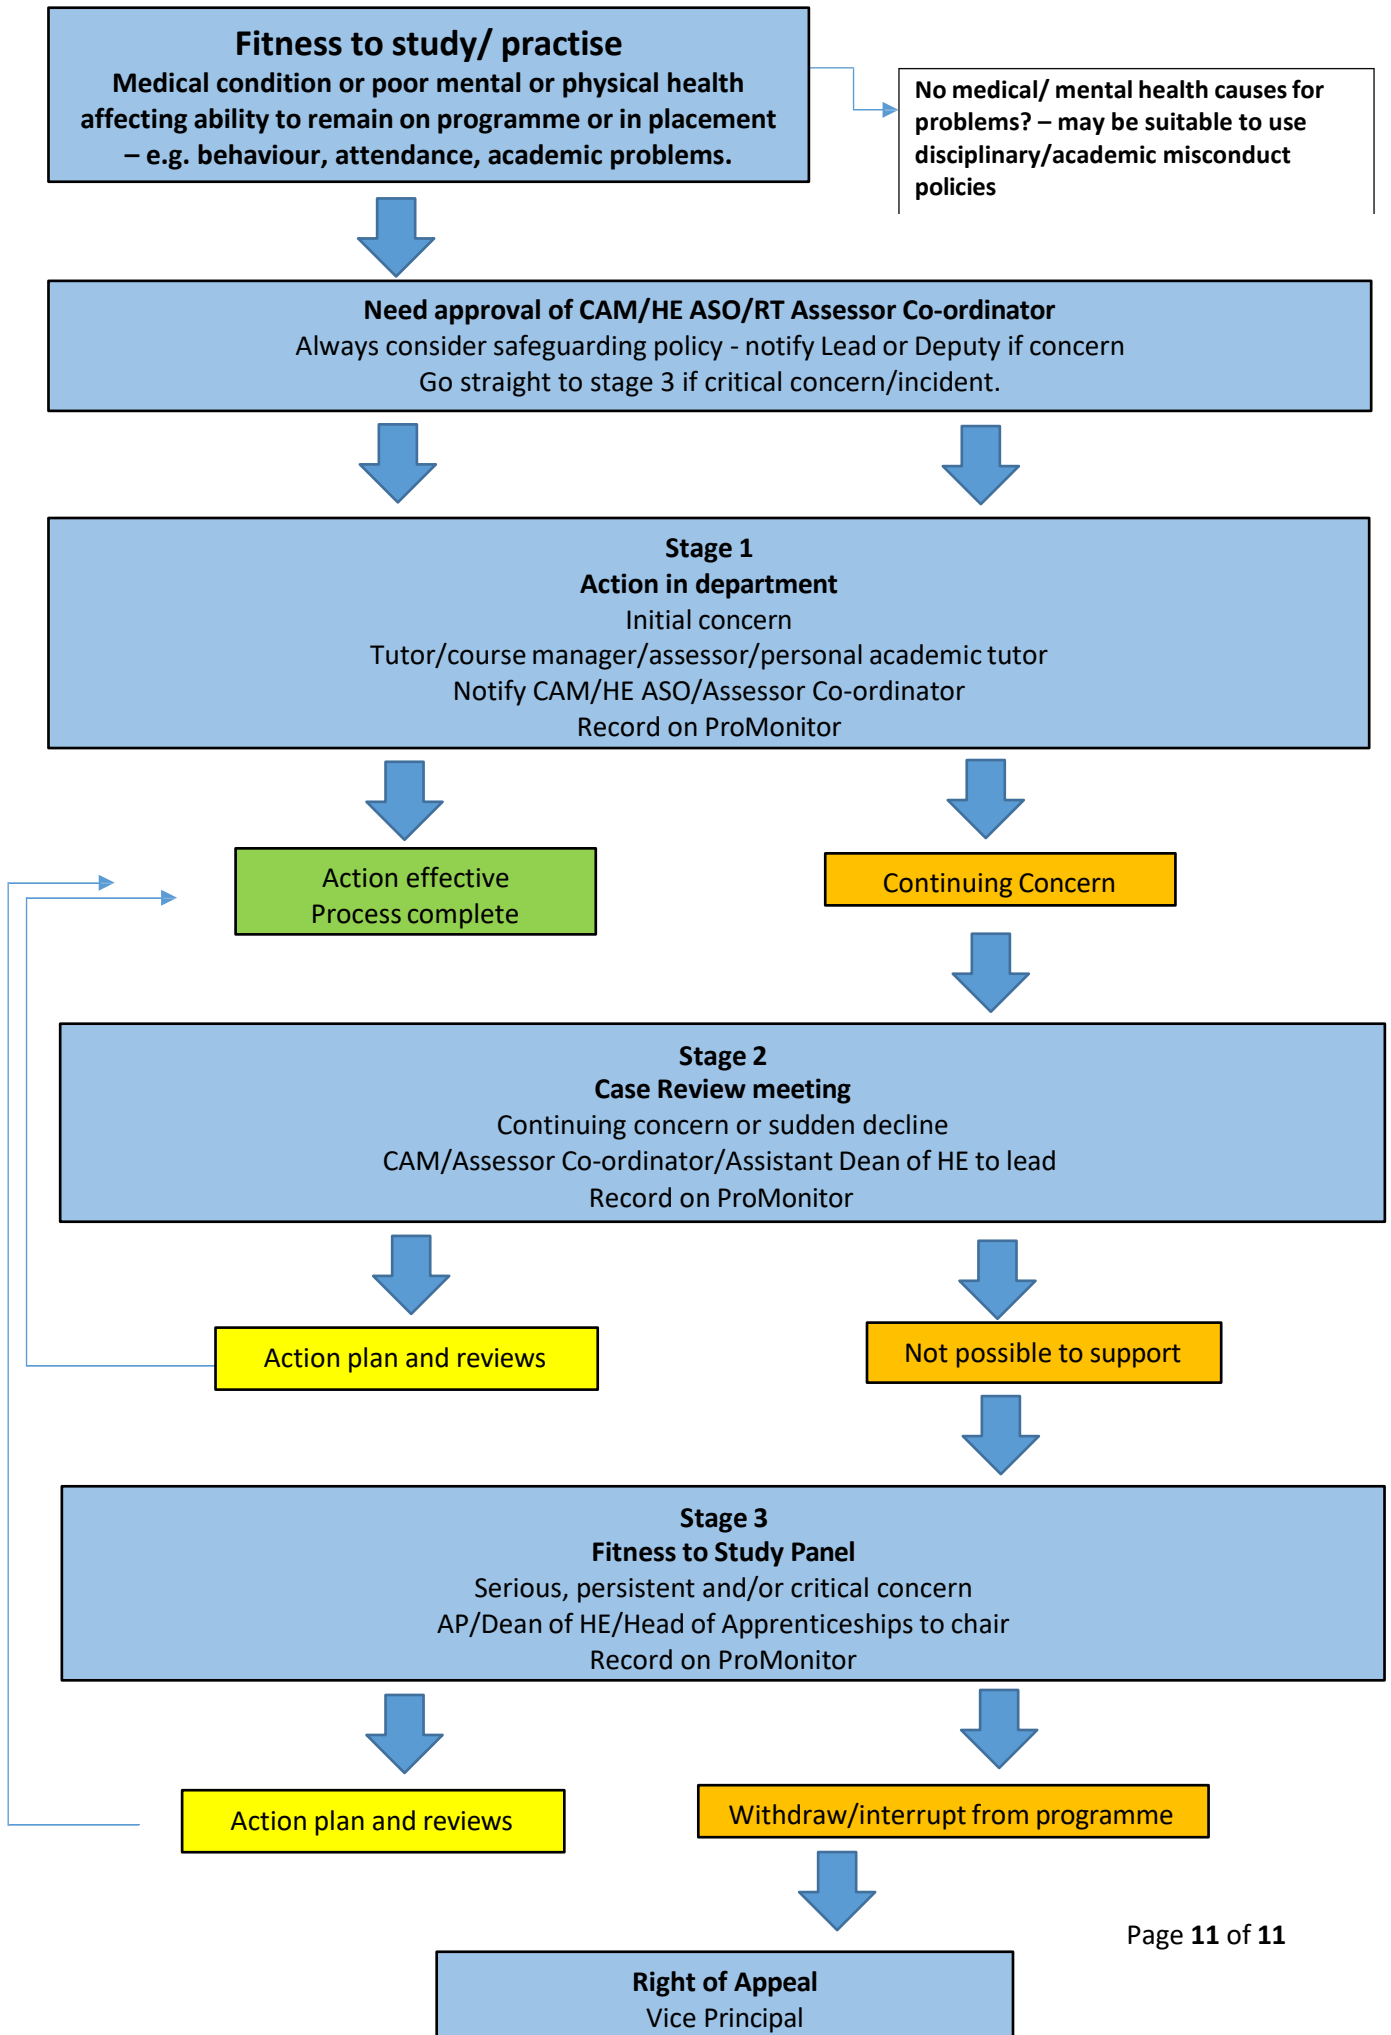 Fitness to study/ practise
Medical condition or poor mental or physical health
affecting ability to remain on programme or in placement
– e.g. behaviour, attendance, academic problems.
No medical/ mental health causes for
problems? – may be suitable to use
disciplinary/academic misconduct
policies
Need approval of CAM/HE ASO/RT Assessor Co-ordinator
Always consider safeguarding policy - notify Lead or Deputy if concern
Go straight to stage 3 if critical concern/incident.
Stage 1
Action in department
Initial concern
Tutor/course manager/assessor/personal academic tutor
Notify CAM/HE ASO/Assessor Co-ordinator
Record on ProMonitor
Action effective
Process complete
Continuing Concern
Stage 2
Case Review meeting
Continuing concern or sudden decline
CAM/Assessor Co-ordinator/Assistant Dean of HE to lead
Record on ProMonitor
Action plan and reviews
Not possible to support
Stage 3
Fitness to Study Panel
Serious, persistent and/or critical concern
AP/Dean of HE/Head of Apprenticeships to chair
Record on ProMonitor
Action plan and reviews
Withdraw/interrupt from programme
Page 11 of 11
Right of Appeal
Vice Principal